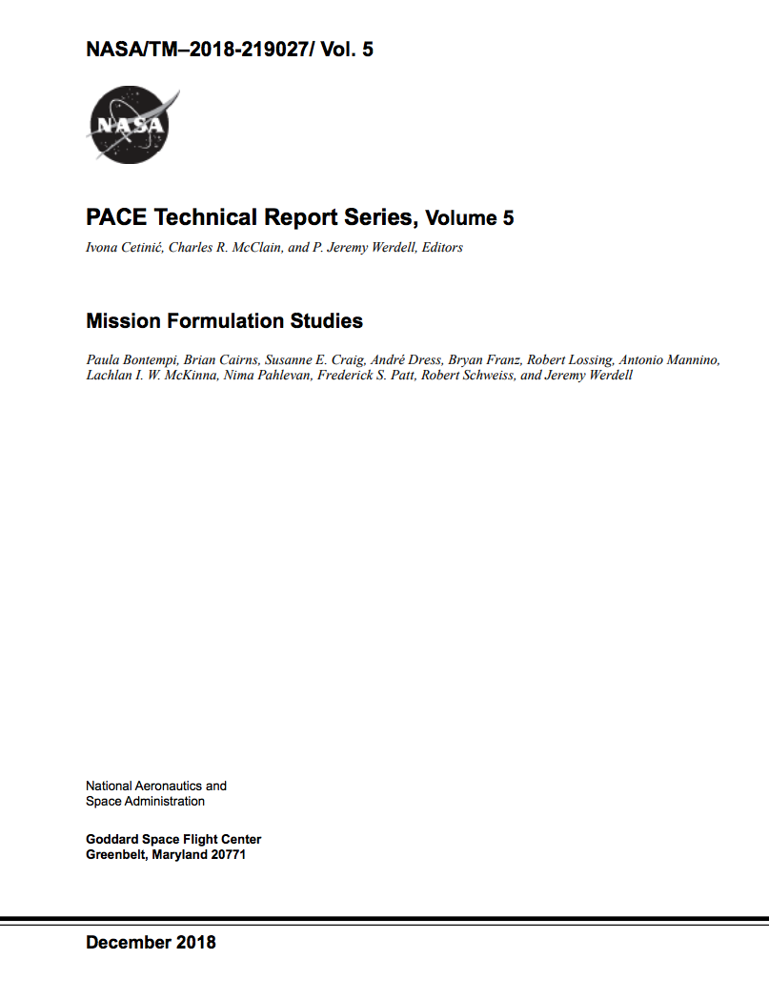 NASA/TM–2018-219027/ Vol. 5
NASA
PACE Technical Report Series, Volume 5
Ivona Cetinić, Charles R. McClain, and P. Jeremy Werdell, Editors
Mission Formulation Studies
Paula Bontempi, Brian Cairns, Susanne E. Craig, André Dress, Bryan Franz, Robert Lossing, Antonio Mannino,
Lachlan I. W. McKinna, Nima Pahlevan, Frederick S. Patt, Robert Schweiss, and Jeremy Werdell
National Aeronautics and
Space Administration
Goddard Space Flight Center
Greenbelt, Maryland 20771
December 2018